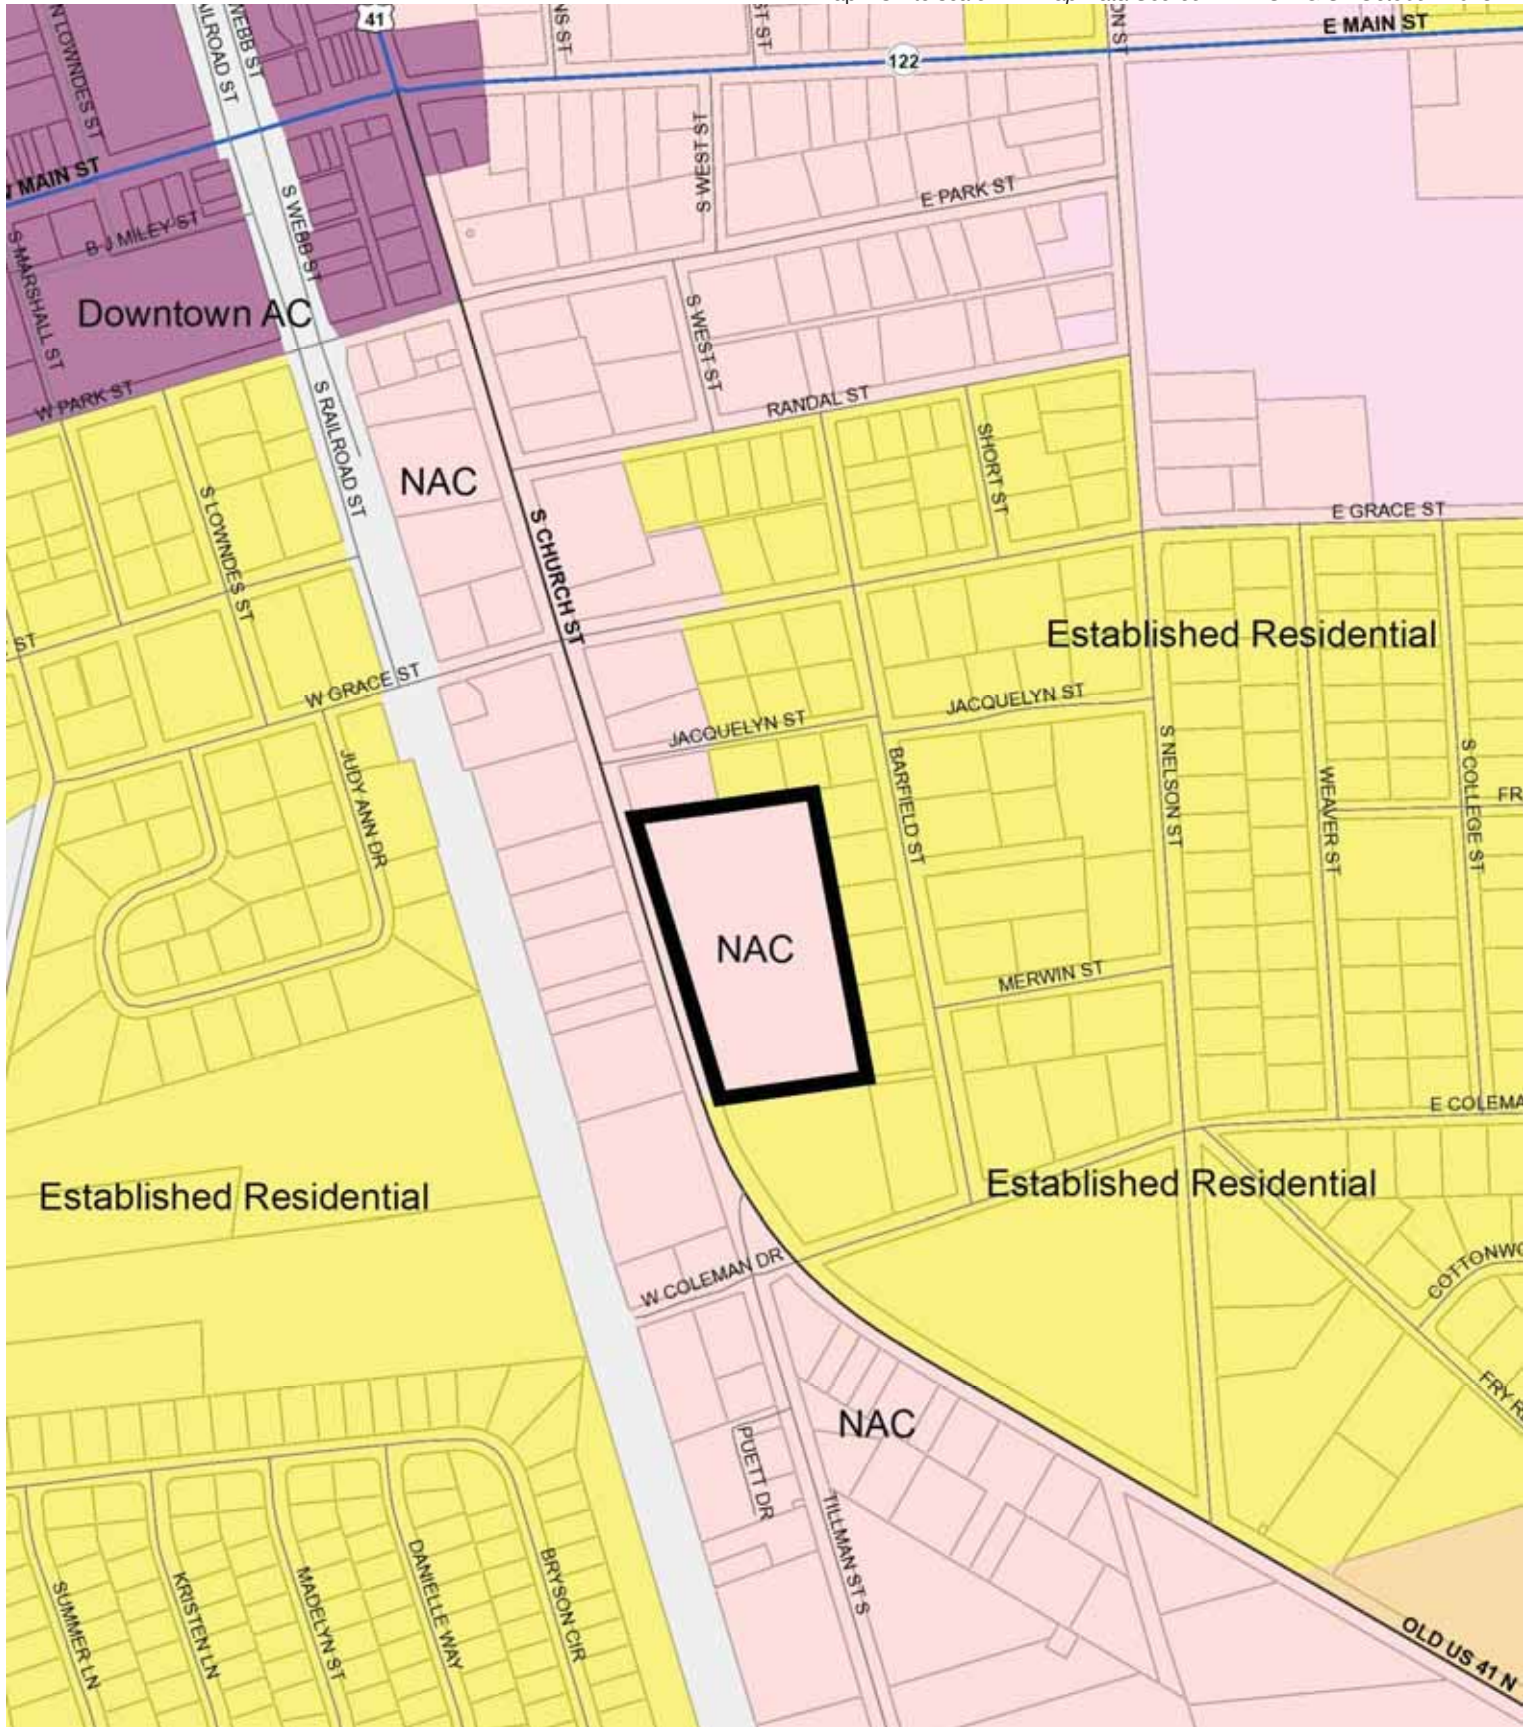 41
E MAIN ST
122
N LOWNDES ST
WEBB ST
S WEST ST
MAIN ST
E PARK ST
S WEBB ST
B J MILEY ST
S MARSHALL ST
Downtown AC
S WEST ST
W PARK ST
S RAILROAD ST
RANDAL ST
SHORT ST
NAC
S LOWNDES ST
S CHURCH ST
E GRACE ST
ST
Established Residential
W GRACE ST
JACQUELYN ST
JACQUELYN ST
JUDY ANN DR
BARFIELD ST
S NELSON ST
WEAVER ST
S COLLEGE ST
FR
NAC
MERWIN ST
E COLEMA
Established Residential
Established Residential
W COLEMAN DR
COTTONWO
FRY R
NAC
PUETT DR
TILLMAN ST S
SUMMER LN
KRISTEN LN
MADELYN ST
DANIELLE WAY
BRYSON CIR
OLD US 41 N